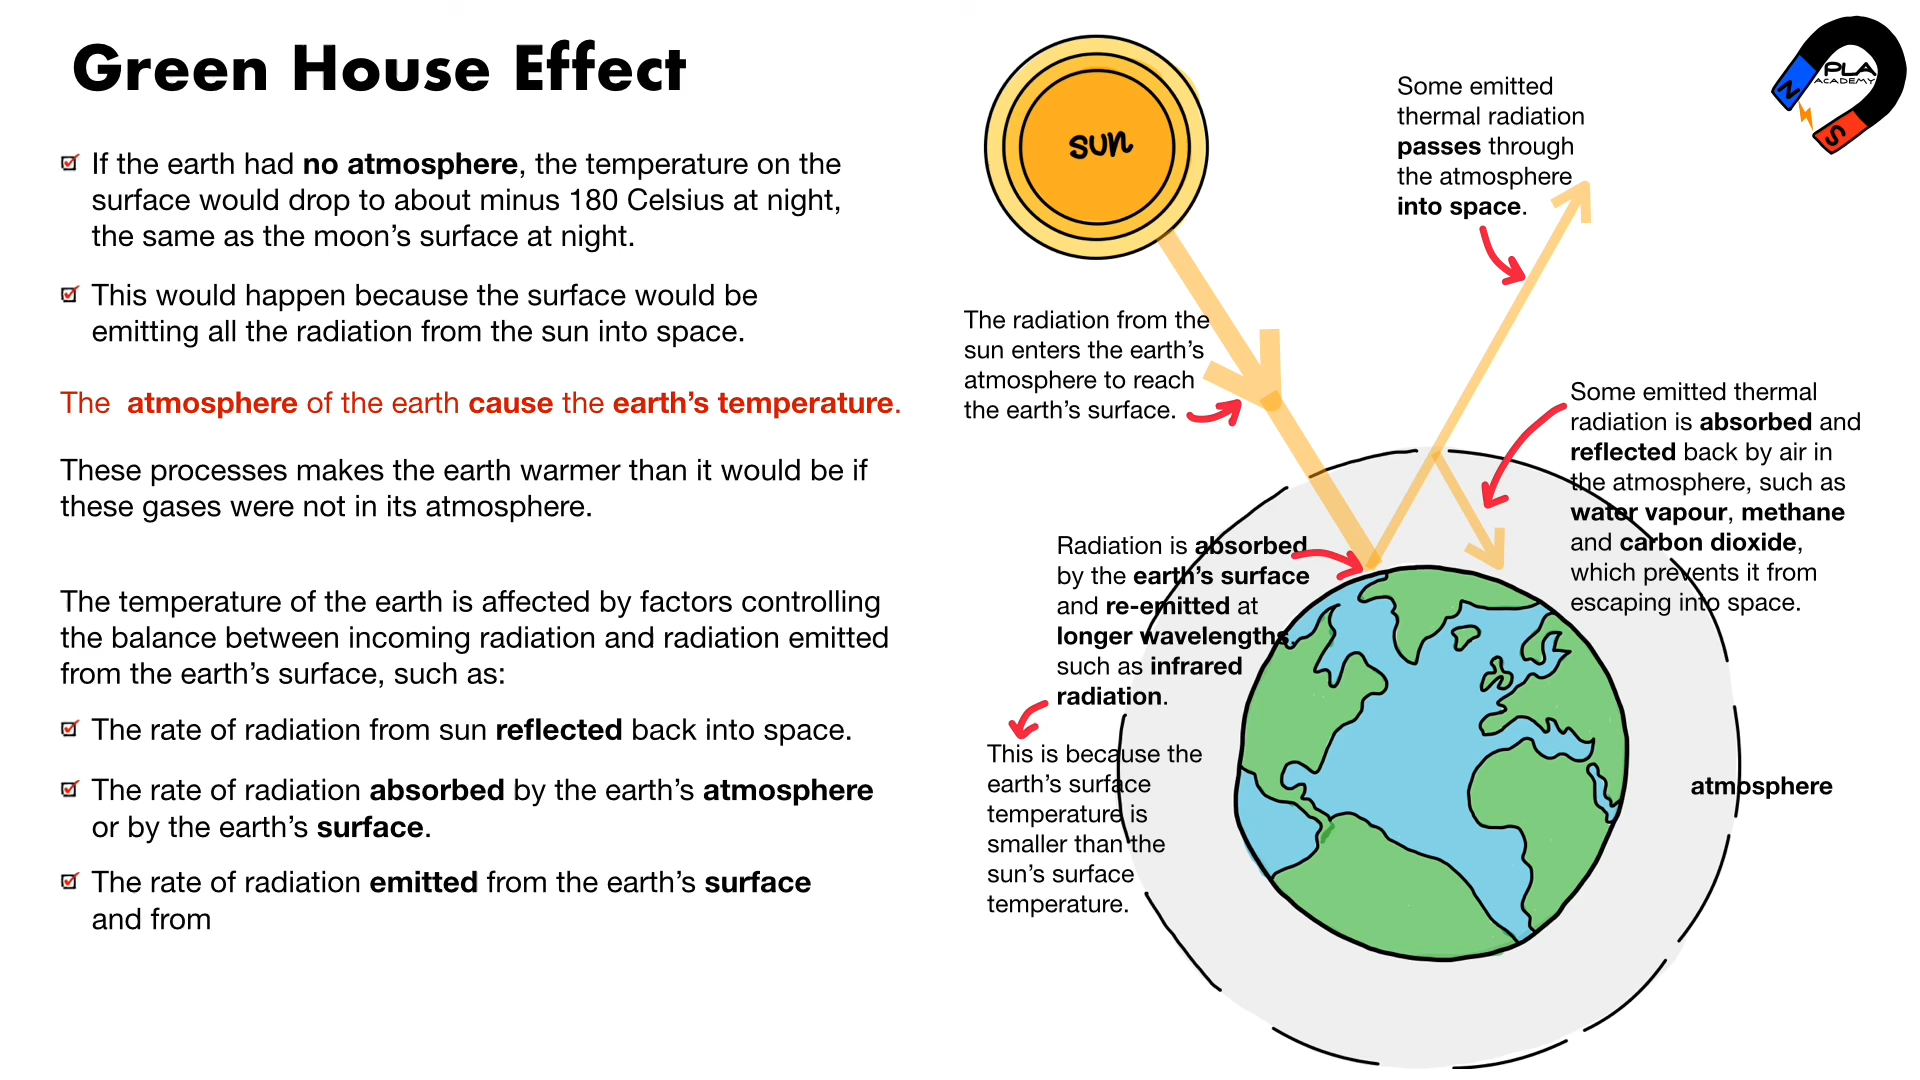 Green House Effect
If the earth had no atmosphere, the temperature on the
surface would drop to about minus 180 Celsius at night,
the same as the moon’s surface at night.
This would happen because the surface would be
emitting all the radiation from the sun into space.
The atmosphere of the earth cause the earth’s temperature.
These processes makes the earth warmer than it would be if
these gases were not in its atmosphere.
The temperature of the earth is affected by factors controlling
the balance between incoming radiation and radiation emitted
from the earth’s surface, such as:
The rate of radiation from sun reflected back into space.
The rate of radiation absorbed by the earth’s atmosphere
or by the earth’s surface.
The rate of radiation emitted from the earth’s surface
and from
sun
The radiation from the
sun enters the earth’s
atmosphere to reach
the earth’s surface.
Some emitted
thermal radiation
passes through
the atmosphere
into space.
Some emitted thermal
radiation is absorbed and
reflected back by air in
the atmosphere, such as
water vapour, methane
and carbon dioxide,
which prevents it from
escaping into space.
Radiation is absorbed
by the earth’s surface
and re-emitted at
longer wavelengths,
such as infrared
radiation.
This is because the
earth’s surface
temperature is
smaller than the
sun’s surface
temperature.
atmosphere
PLA
ACADEMY
N
S